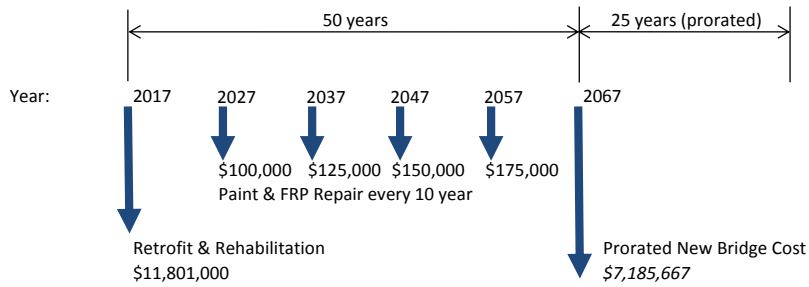 50 years 25 years (prorated)
Year: 2017 2027 2037 2047 2057 2067
$100,000 $125,000 $150,000 $175,000
Paint & FRP Repair every 10 year
Retrofit & Rehabilitation Prorated New Bridge Cost
$11,801,000 $7,185,667